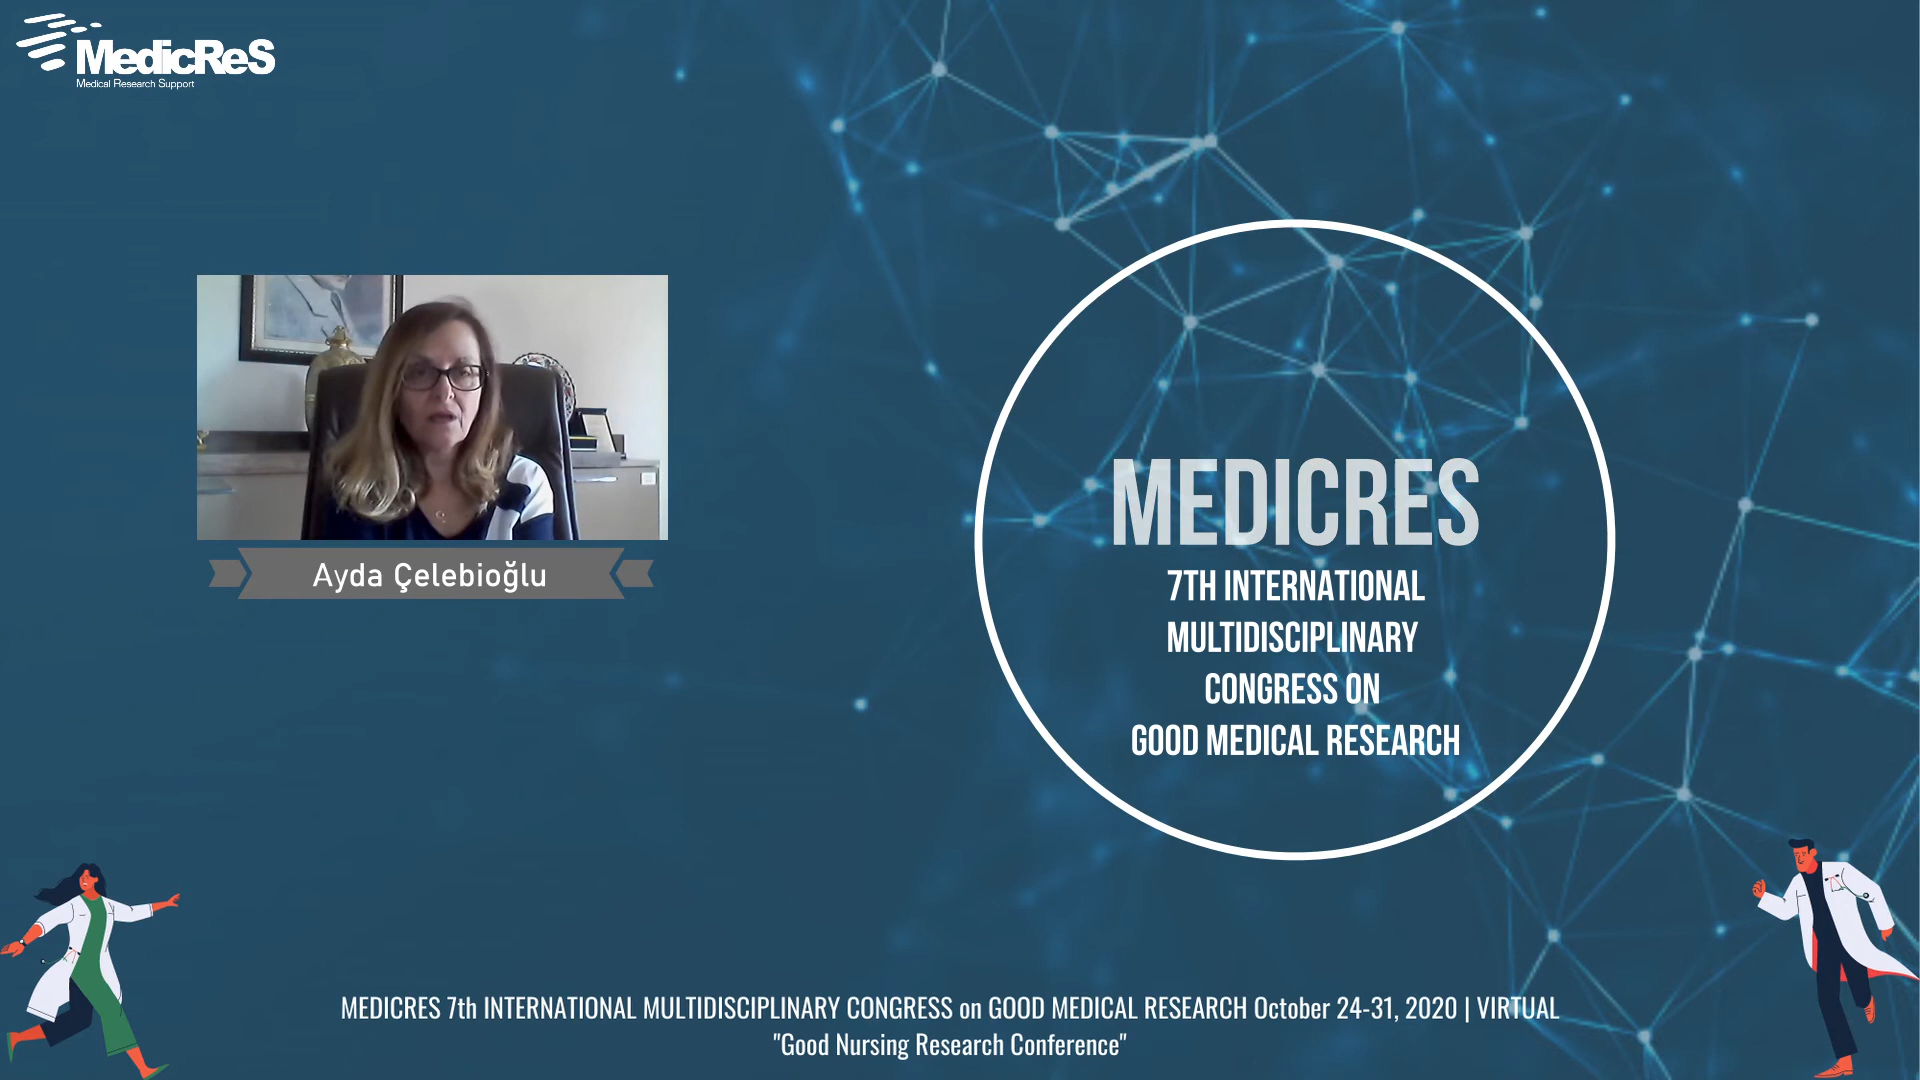 MedicReS
Medical Research Support
Ayda Çelebioğlu
MEDICRES
7TH INTERNATIONAL
MULTIDISCIPLINARY
CONGRESS ON
GOOD MEDICAL RESEARCH
MEDICRES 7th INTERNATIONAL MULTIDISCIPLINARY CONGRESS on GOOD MEDICAL RESEARCH October 24-31, 2020 | VIRTUAL
"Good Nursing Research Conference"